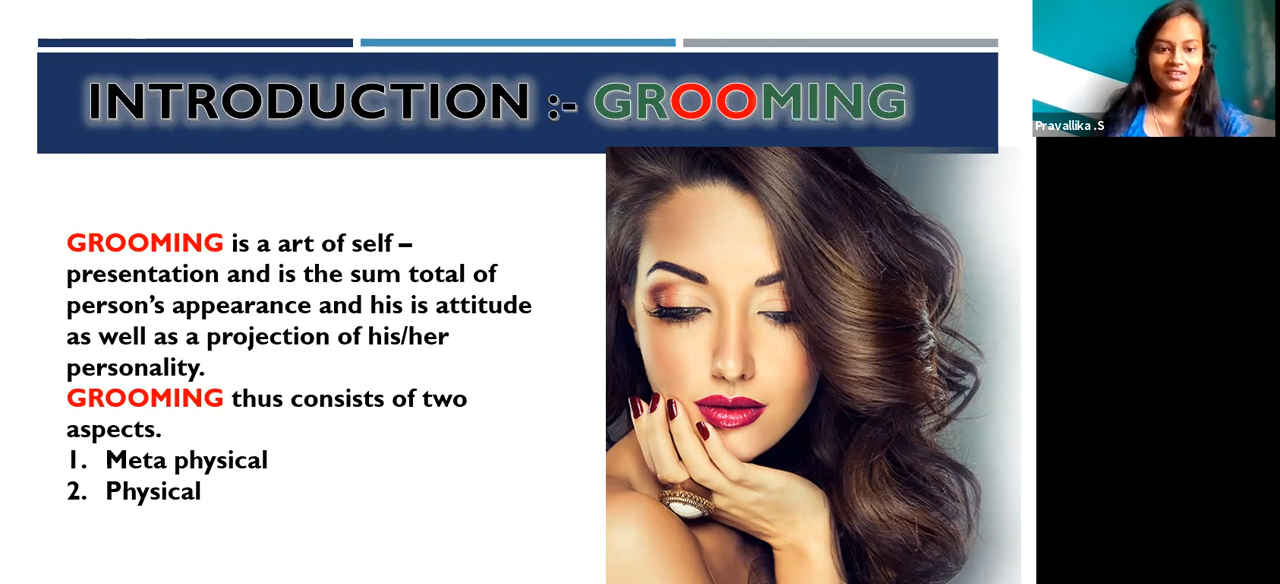 INTRODUCTION :- GROOMING
Pravallika .S
GROOMING is a art of self –
presentation and is the sum total of
person’s appearance and his is attitude
as well as a projection of his/her
personality.
GROOMING thus consists of two
aspects.
1. Meta physical
2. Physical